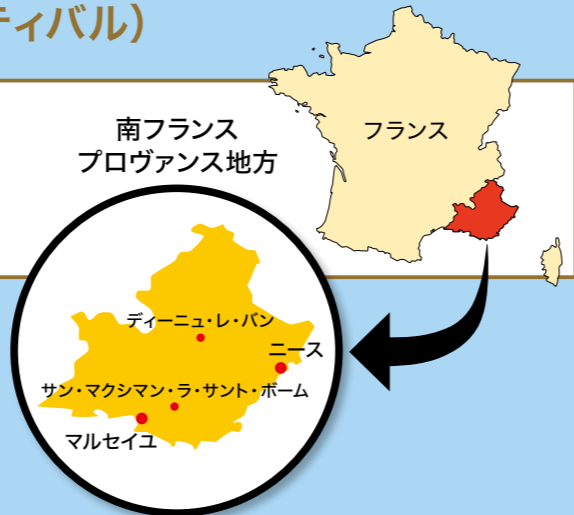 ティバル）
南フランス
プロヴァンス地方
フランス
ディーニュ・レ・バン
ニース
サン・マクシマン・ラ・サント・ボーム
マルセイユ